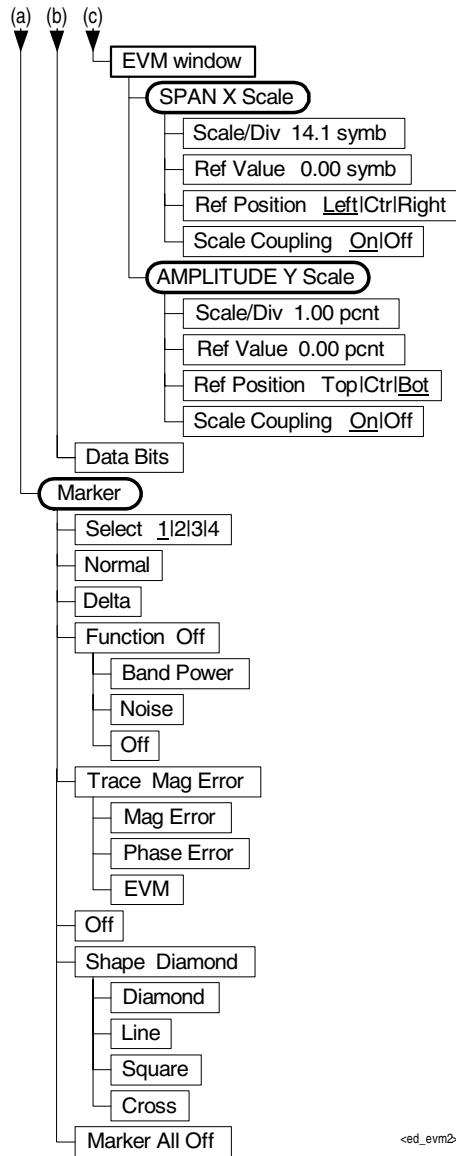 (a) (b) (c)
EVM window
SPAN X Scale
Scale/Div 14.1 symb
Ref Value 0.00 symb
Ref Position Left|Ctr|Right
Scale Coupling On|Off
AMPLITUDE Y Scale
Scale/Div 1.00 pcnt
Ref Value 0.00 pcnt
Ref Position Top|Ctr|Bot
Scale Coupling On|Off
Data Bits
Marker
Select 1|2|3|4
Normal
Delta
Function Off
Band Power
Noise
Off
Trace Mag Error
Mag Error
Phase Error
EVM
Off
Shape Diamond
Diamond
Line
Square
Cross
Marker All Off
<ed_evm2>